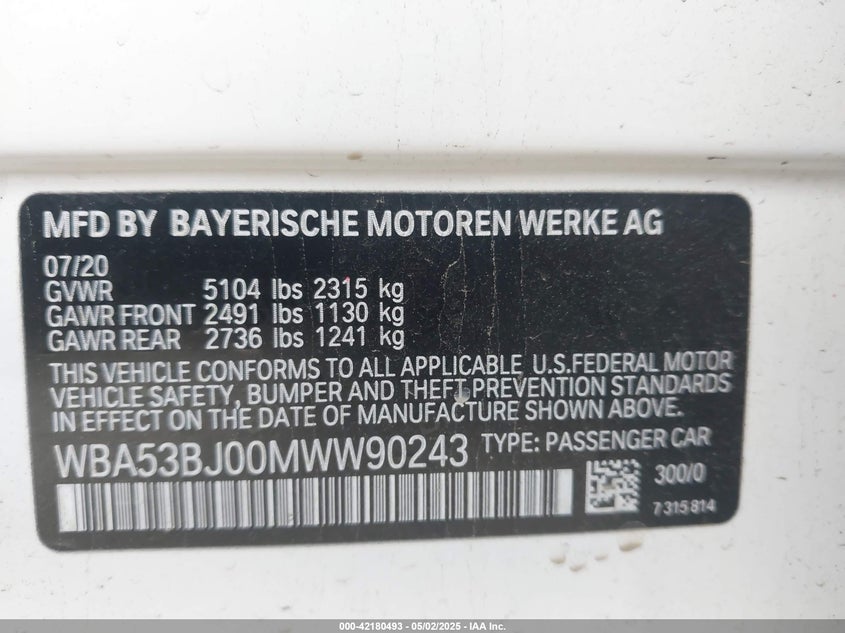 MFD BY BAYERISCHE MOTOREN WERKE AG
07/20
GVWR 5104 lbs 2315 kg
GAWR FRONT 2491 lbs 1130 kg
GAWR REAR 2736 lbs 1241 kg
THIS VEHICLE CONFORMS TO ALL APPLICABLE U.S.FEDERAL MOTOR
VEHICLE SAFETY, BUMPER AND THEFT PREVENTION STANDARDS
IN EFFECT ON THE DATE OF MANUFACTURE SHOWN ABOVE.
WBA53BJ00MWW90243 TYPE: PASSENGER CAR
300/0
7315814
000-42180493 - 05/02/2025 - IAA Inc.